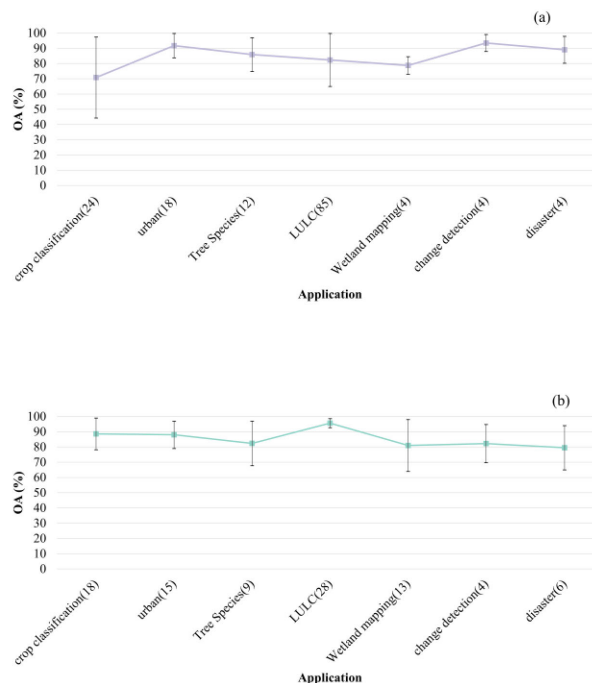 (a)
100
90
80
70
60
50
40
30
20
10
0
OA (%)
crop classification(24)
urban(18)
Tree Species(12)
LULC(85)
Wetland mapping(4)
change detection(4)
disaster(4)
Application
(b)
100
90
80
70
60
50
40
30
20
10
0
OA (%)
crop classification(18)
urban(15)
Tree Species(9)
LULC(28)
Wetland mapping(13)
change detection(4)
disaster(6)
Application